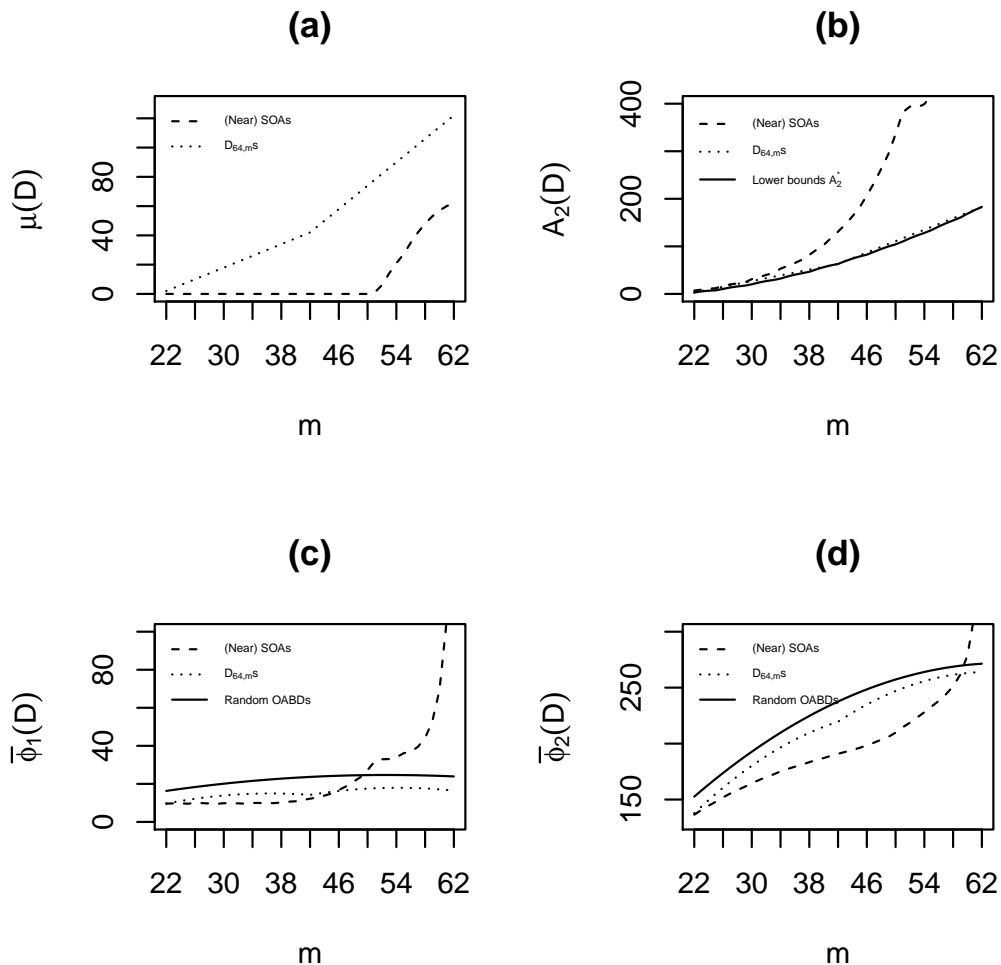 (a)
μ(D)
80
40
0
(Near) SOAs
D64,ms
22 30 38 46 54 62
m
(b)
A2(D)
400
200
0
(Near) SOAs
D64,ms
Lower bounds A2*
22 30 38 46 54 62
m
(c)
ϕ̅1(D)
80
40
0
(Near) SOAs
D64,ms
Random OABDs
22 30 38 46 54 62
m
(d)
ϕ̅2(D)
250
150
(Near) SOAs
D64,ms
Random OABDs
22 30 38 46 54 62
m